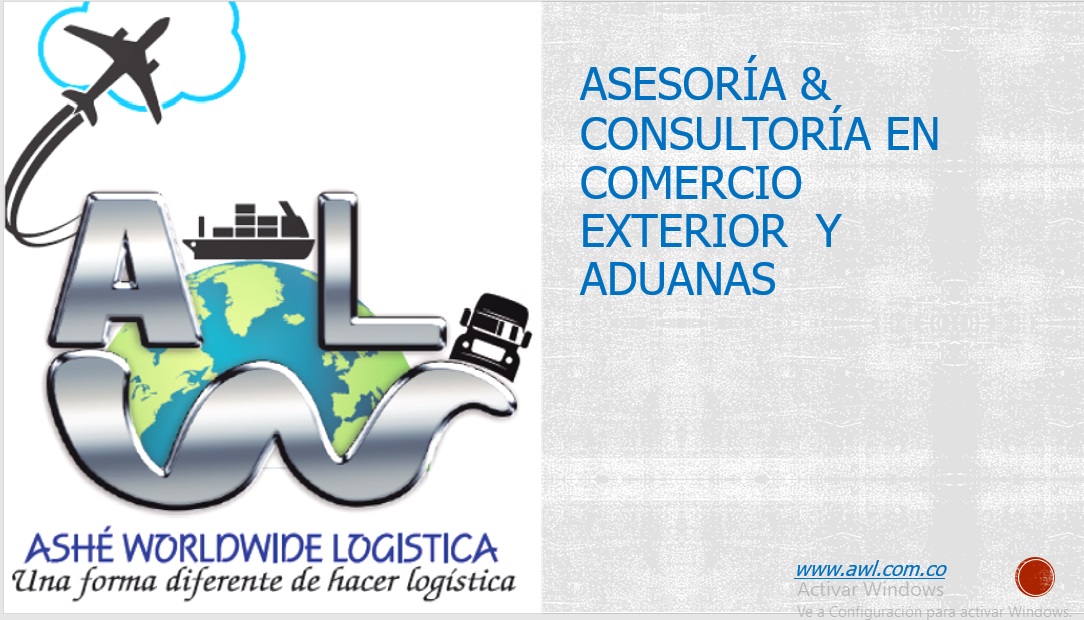 A L
W
ASHÉ WORLDWIDE LOGISTICA
Una forma diferente de hacer logística
ASESORÍA &
CONSULTORÍA EN
COMERCIO
EXTERIOR Y
ADUANAS
www.awl.com.co
Activar Windows
Ve a Configuración para activar Windows.